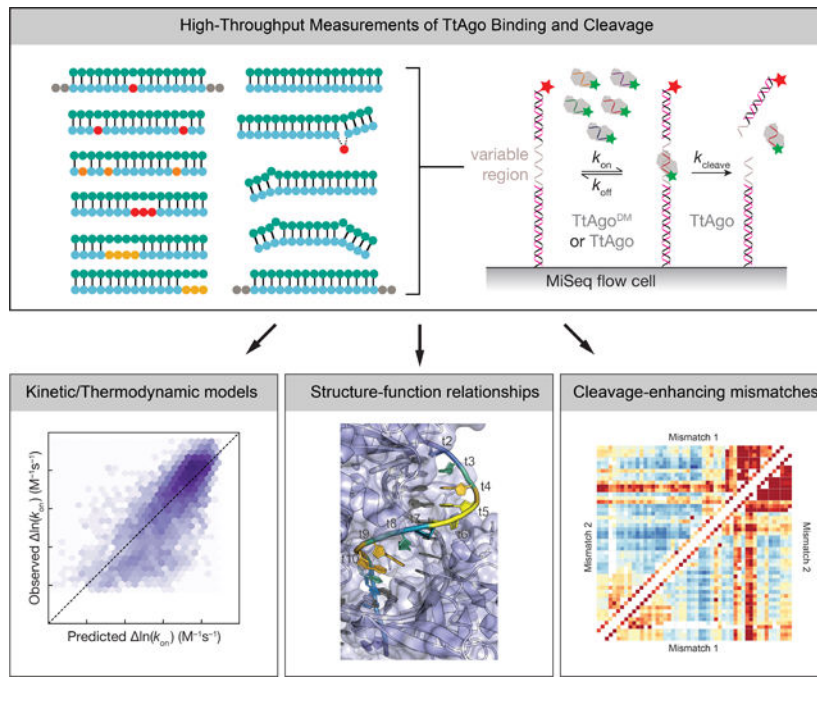 High-Throughput Measurements of TtAgo Binding and Cleavage
variable
region
kon
koff
TtAgoDM
or TtAgo
kcleave
TtAgo
MiSeq flow cell
Kinetic/Thermodynamic models
Observed Δln(kon) (M⁻¹s⁻¹)
Predicted Δln(kon) (M⁻¹s⁻¹)
Structure-function relationships
t2
t3
t4
t5
t8
t9
Cleavage-enhancing mismatches
Mismatch 1
Mismatch 2
Mismatch 2
Mismatch 1